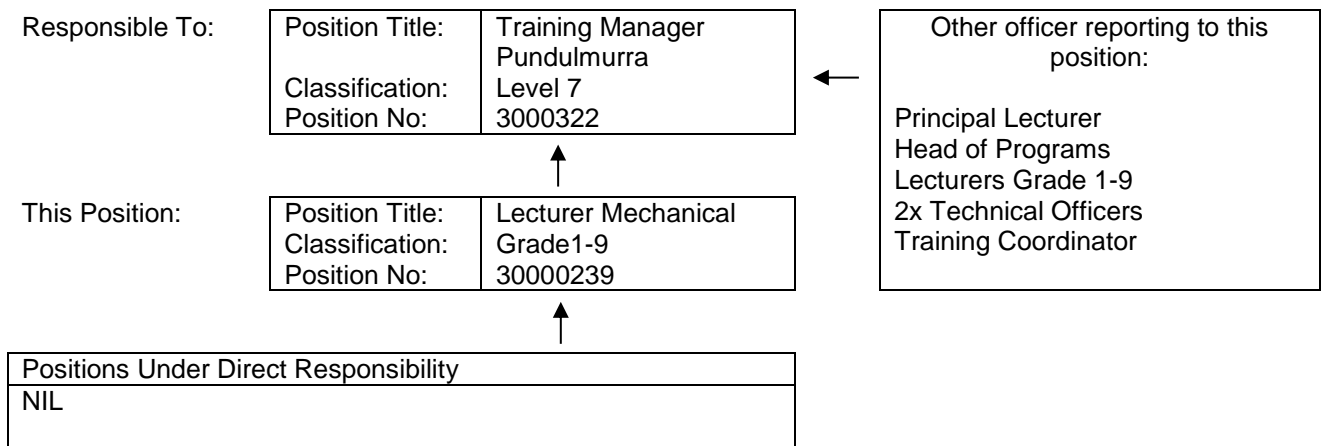 Responsible To:
Position Title:
Training Manager
Pundulmurra
Classification:
Level 7
Position No:
3000322
Other officer reporting to this
position:
Principal Lecturer
Head of Programs
Lecturers Grade 1-9
2x Technical Officers
Training Coordinator
This Position:
Position Title:
Lecturer Mechanical
Classification:
Grade1-9
Position No:
30000239
Positions Under Direct Responsibility
NIL